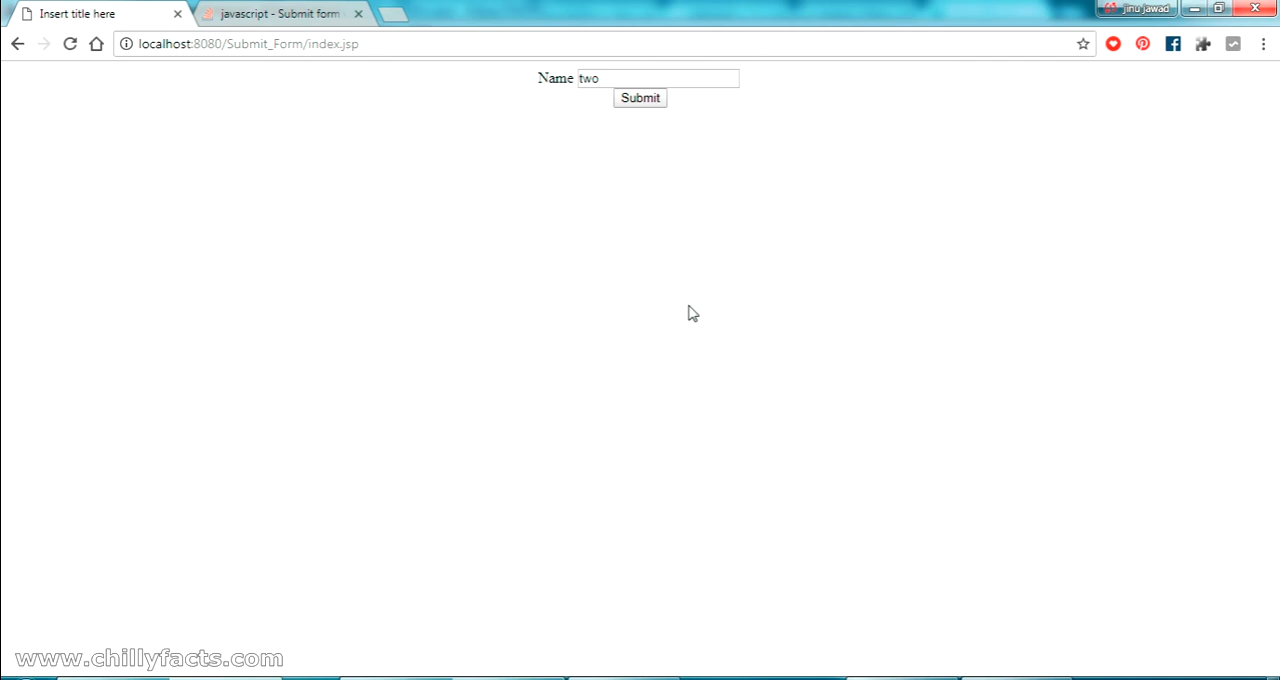 Insert title here
javascript - Submit form
jinu jawad
localhost:8080/Submit_Form/index.jsp
Name two
Submit
www.chillyfacts.com